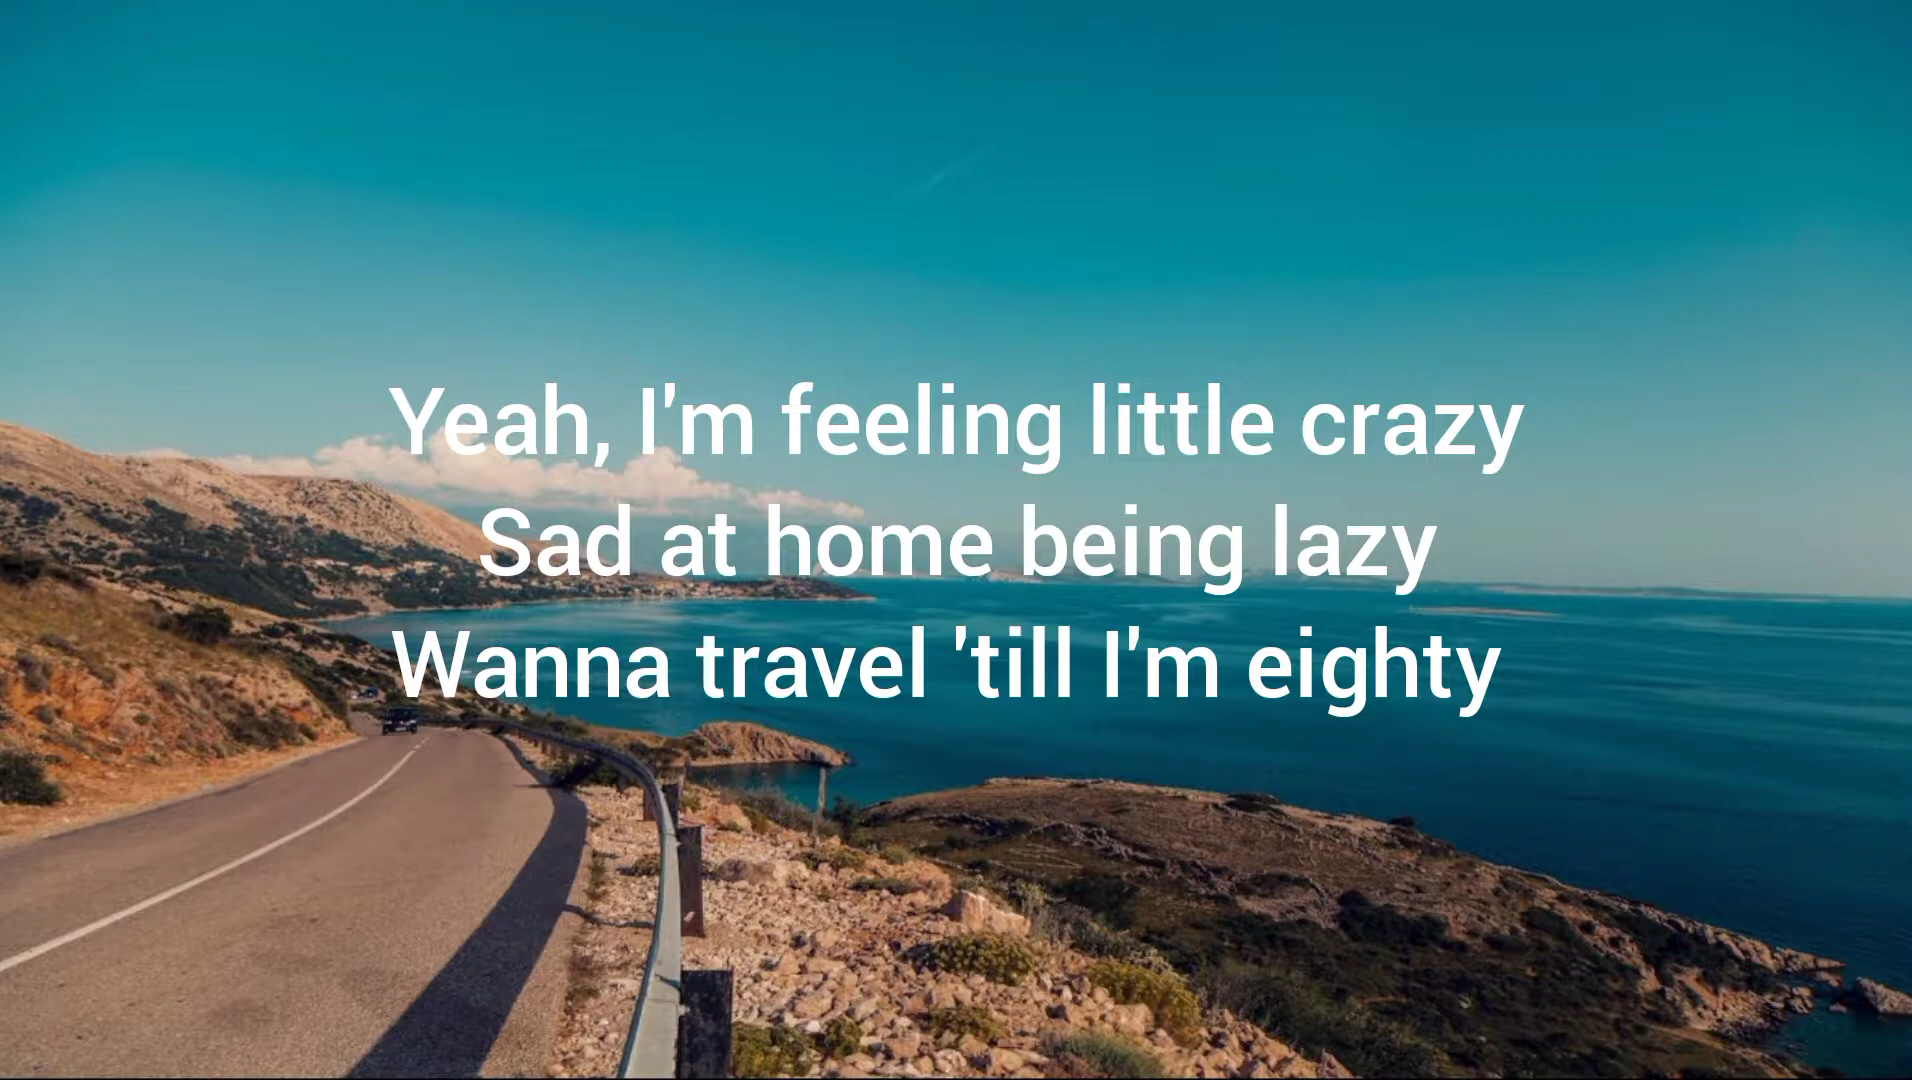 Yeah, I'm feeling little crazy
Sad at home being lazy
Wanna travel 'till I'm eighty